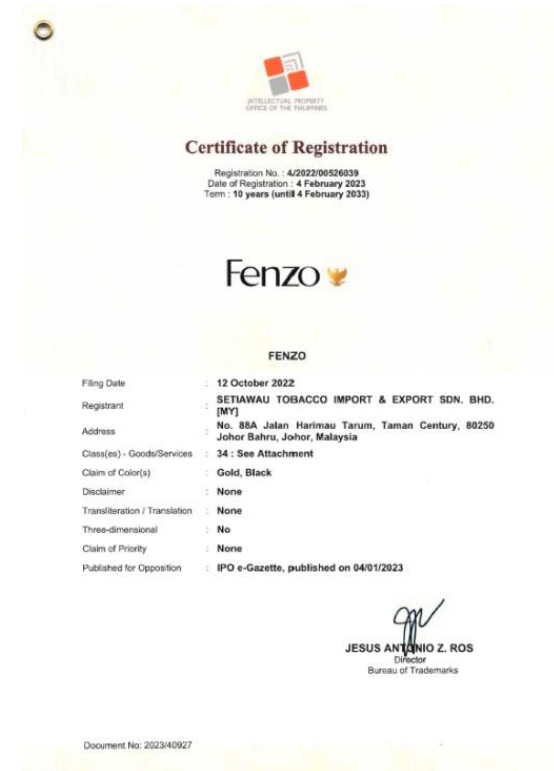 INTELLECTUAL PROPERTY
OFFICE OF THE PHILIPPINES
Certificate of Registration
Registration No. : 4/2022/00526039
Date of Registration : 4 February 2023
Term : 10 years (until 4 February 2033)
Fenzo
FENZO
Filing Date : 12 October 2022
Registrant : SETIAWAU TOBACCO IMPORT & EXPORT SDN. BHD.
[MY]
Address : No. 88A Jalan Harimau Tarum, Taman Century, 80250
Johor Bahru, Johor, Malaysia
Class(es) - Goods/Services : 34 : See Attachment
Claim of Color(s) : Gold, Black
Disclaimer : None
Transliteration / Translation : None
Three-dimensional : No
Claim of Priority : None
Published for Opposition : IPO e-Gazette, published on 04/01/2023
JESUS ANTONIO Z. ROS
Director
Bureau of Trademarks
Document No: 2023/40927